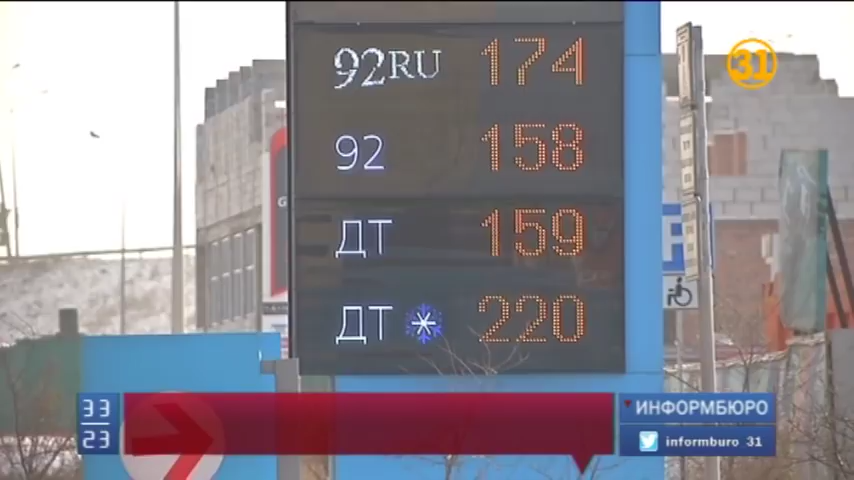 92RU 174
31
92 158
ДТ 159
ДТ 220
33
23
ИНФОРМБЮРО
informburo 31